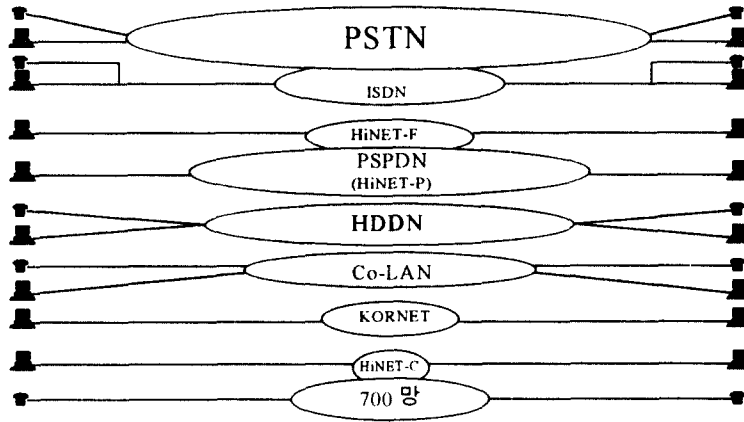 PSTN
ISDN
HiNET-F
PSPDN
(HiNET-P)
HDDN
Co-LAN
KORNET
HiNET-C
700 망